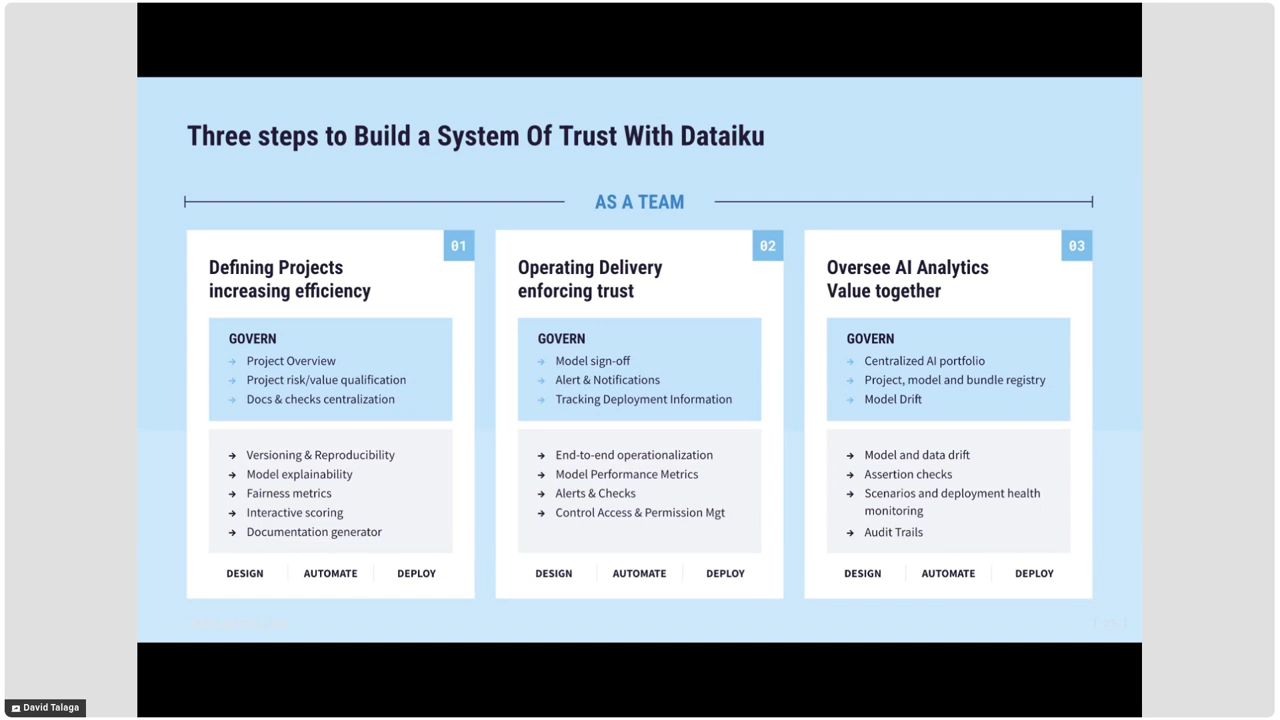 Three steps to Build a System Of Trust With Dataiku
AS A TEAM
01
Defining Projects
increasing efficiency
GOVERN
Project Overview
Project risk/value qualification
Docs & checks centralization
Versioning & Reproducibility
Model explainability
Fairness metrics
Interactive scoring
Documentation generator
DESIGN AUTOMATE DEPLOY
02
Operating Delivery
enforcing trust
GOVERN
Model sign-off
Alert & Notifications
Tracking Deployment Information
End-to-end operationalization
Model Performance Metrics
Alerts & Checks
Control Access & Permission Mgt
DESIGN AUTOMATE DEPLOY
03
Oversee AI Analytics
Value together
GOVERN
Centralized AI portfolio
Project, model and bundle registry
Model Drift
Model and data drift
Assertion checks
Scenarios and deployment health
monitoring
Audit Trails
DESIGN AUTOMATE DEPLOY
David Talaga